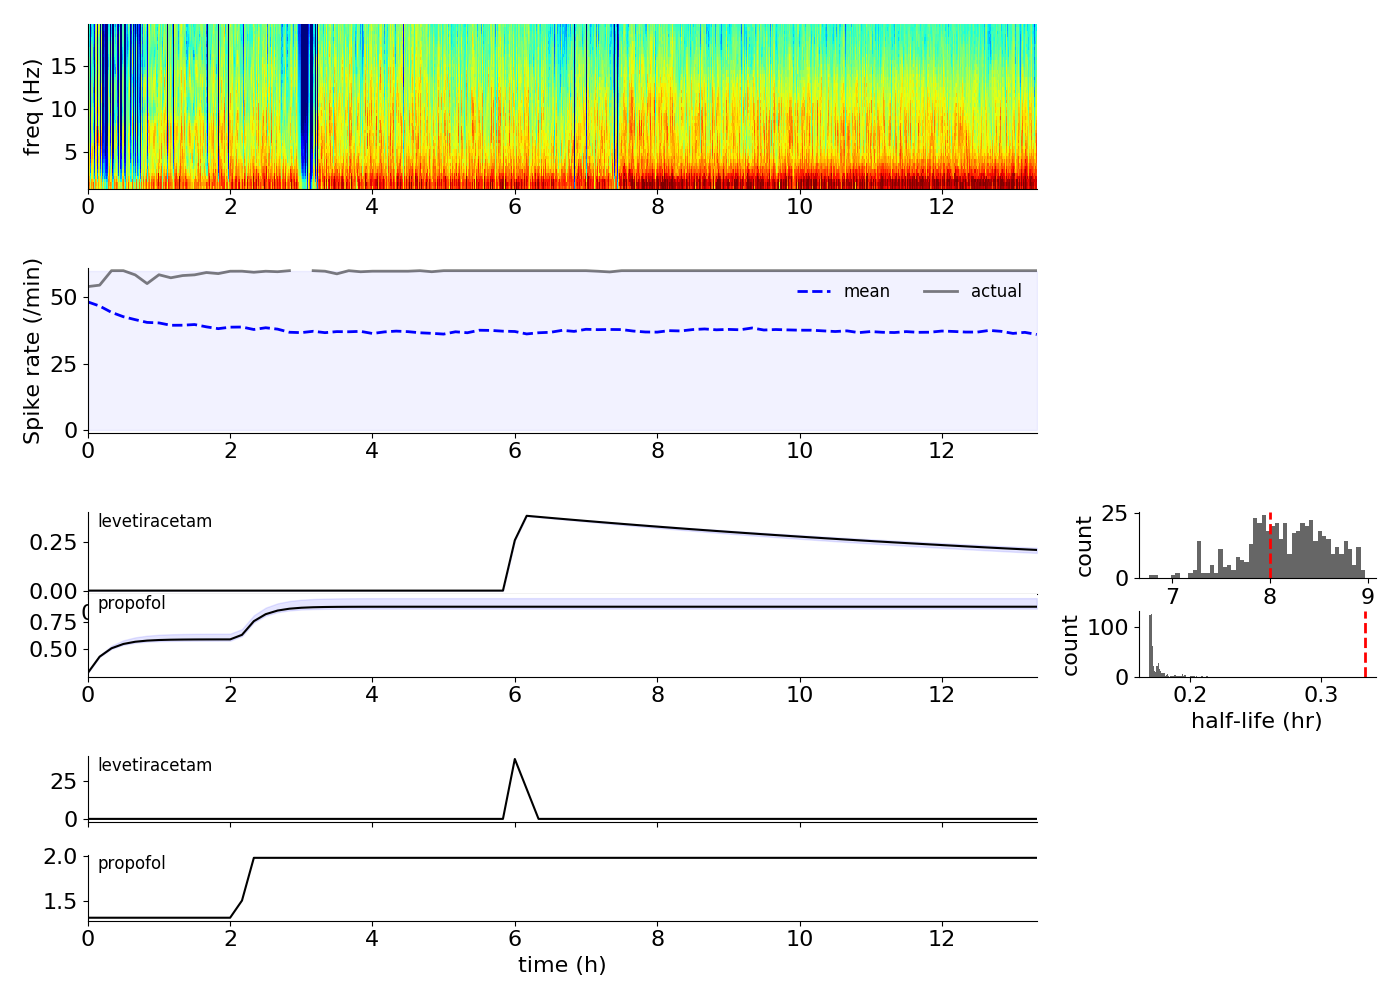 freq (Hz)
15
10
5
0 2 4 6 8 10 12
Spike rate (/min)
50
25
0
mean actual
0 2 4 6 8 10 12
levetiracetam
0.25
0.00
0
propofol
0.75
0.50
0 2 4 6 8 10 12
count
25
0
7 8 9
count
100
0
0.2 0.3
half-life (hr)
levetiracetam
25
0
propofol
2.0
1.5
0 2 4 6 8 10 12
time (h)